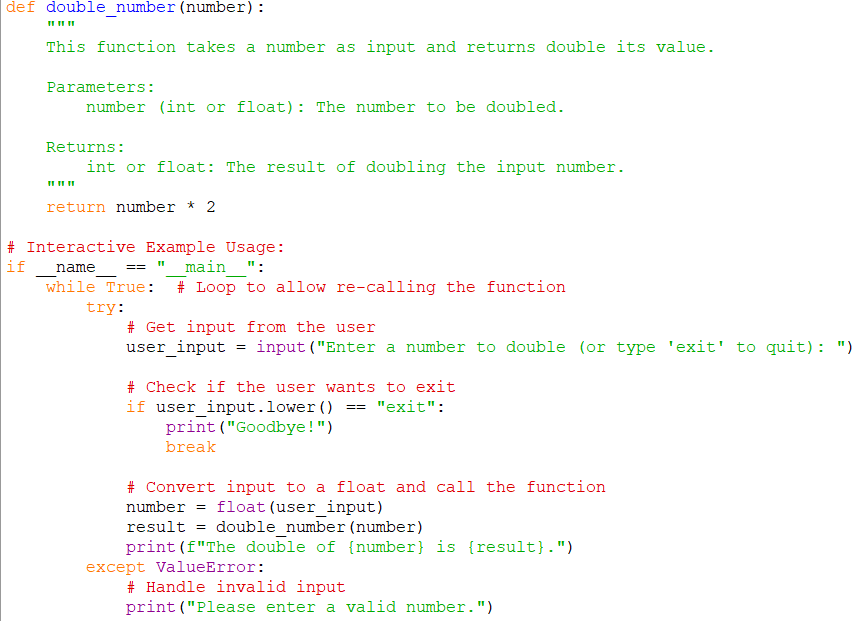 def double_number(number):
    """
    This function takes a number as input and returns double its value.

    Parameters:
        number (int or float): The number to be doubled.

    Returns:
        int or float: The result of doubling the input number.
    """
    return number * 2

# Interactive Example Usage:
if __name__ == "__main__":
    while True:  # Loop to allow re-calling the function
        try:
            # Get input from the user
            user_input = input("Enter a number to double (or type 'exit' to quit): ")

            # Check if the user wants to exit
            if user_input.lower() == "exit":
                print("Goodbye!")
                break

            # Convert input to a float and call the function
            number = float(user_input)
            result = double_number(number)
            print(f"The double of {number} is {result}.")
        except ValueError:
            # Handle invalid input
            print("Please enter a valid number.")